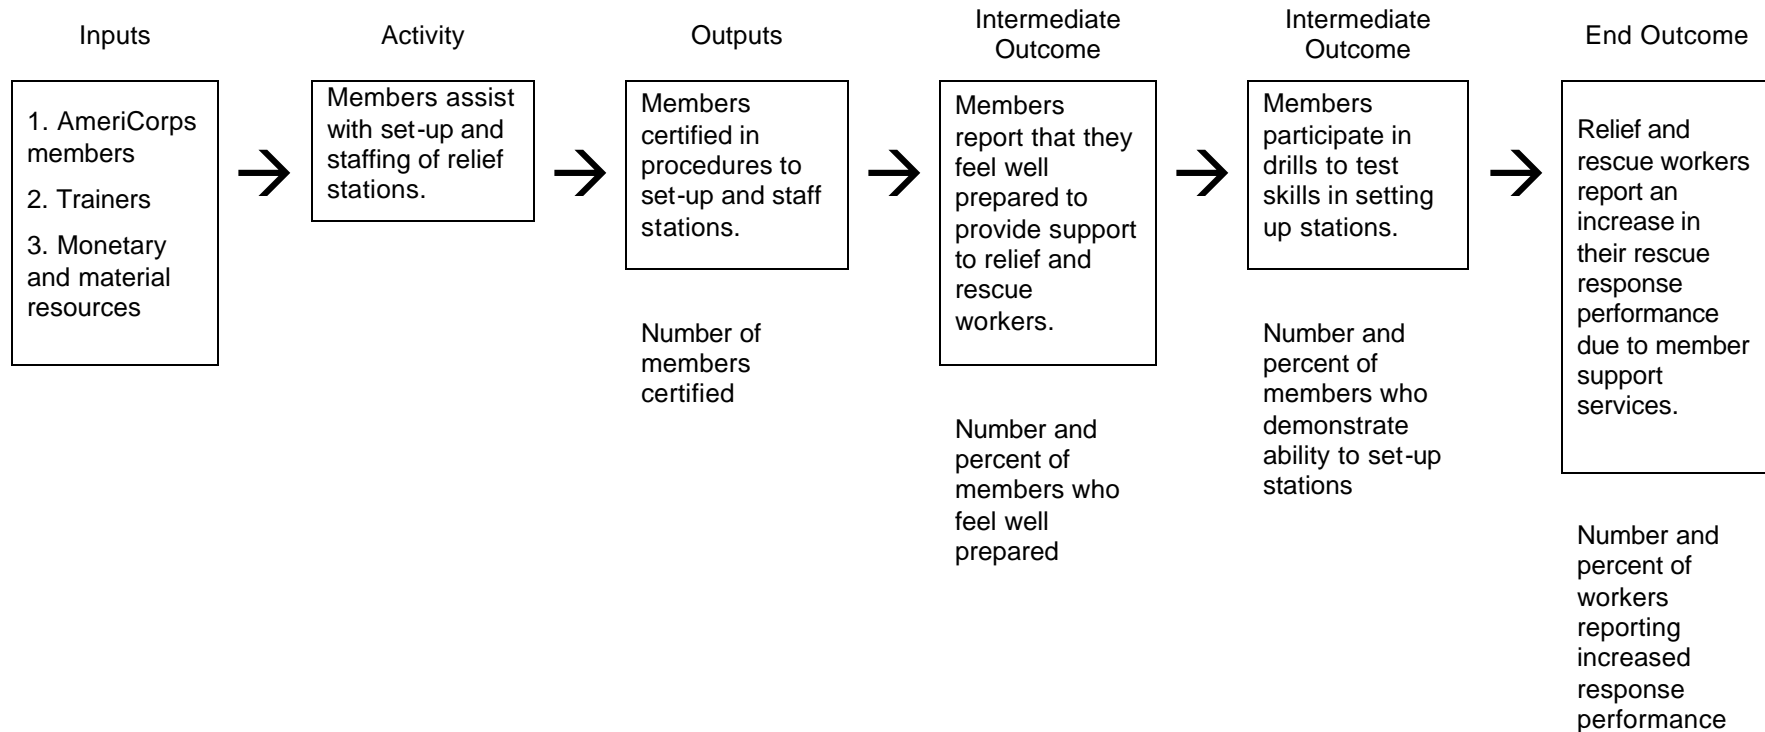 Inputs
1. AmeriCorps
members
2. Trainers
3. Monetary
and material
resources
Activity
Members assist
with set-up and
staffing of relief
stations.
Outputs
Members
certified in
procedures to
set-up and staff
stations.
Number of
members
certified
Intermediate
Outcome
Members
report that they
feel well
prepared to
provide support
to relief and
rescue
workers.
Number and
percent of
members who
feel well
prepared
Intermediate
Outcome
Members
participate in
drills to test
skills in setting
up stations.
Number and
percent of
members who
demonstrate
ability to set-up
stations
End Outcome
Relief and
rescue workers
report an
increase in
their rescue
response
performance
due to member
support
services.
Number and
percent of
workers
reporting
increased
response
performance